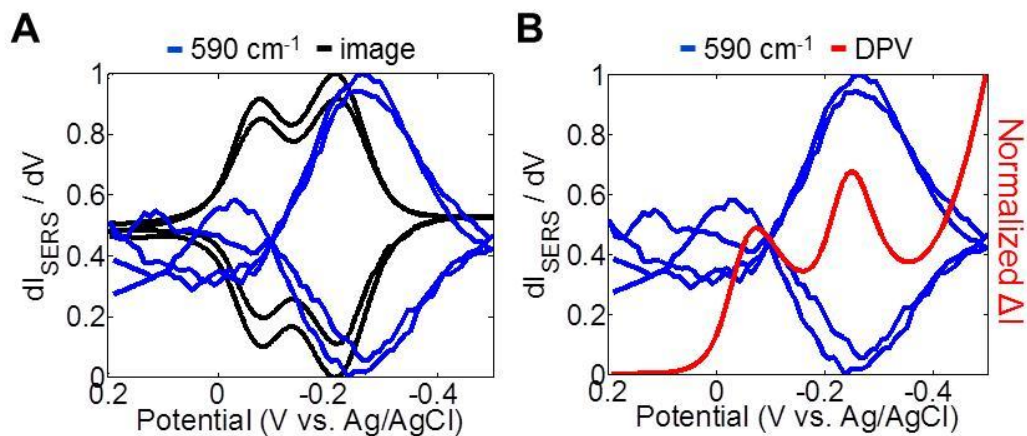 A
590 cm⁻¹ image
1
0.8
0.6
0.4
0.2
0
dI_SERS / dV
0.2 0 -0.2 -0.4
Potential (V vs. Ag/AgCl)
B
590 cm⁻¹ DPV
1
0.8
0.6
0.4
0.2
0
dI_SERS / dV
Normalized ΔI
0.2 0 -0.2 -0.4
Potential (V vs. Ag/AgCl)